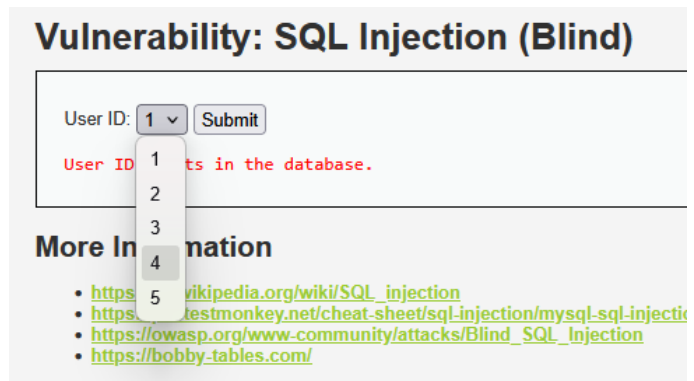 Vulnerability: SQL Injection (Blind)
User ID: 1 Submit
User ID ts in the database.
1
2
3
4
5
More In mation
https wikipedia.org/wiki/SQL_injection
https testmonkey.net/cheat-sheet/sql-injection/mysql-sql-injectio
https://owasp.org/www-community/attacks/Blind_SQL_Injection
https://bobby-tables.com/